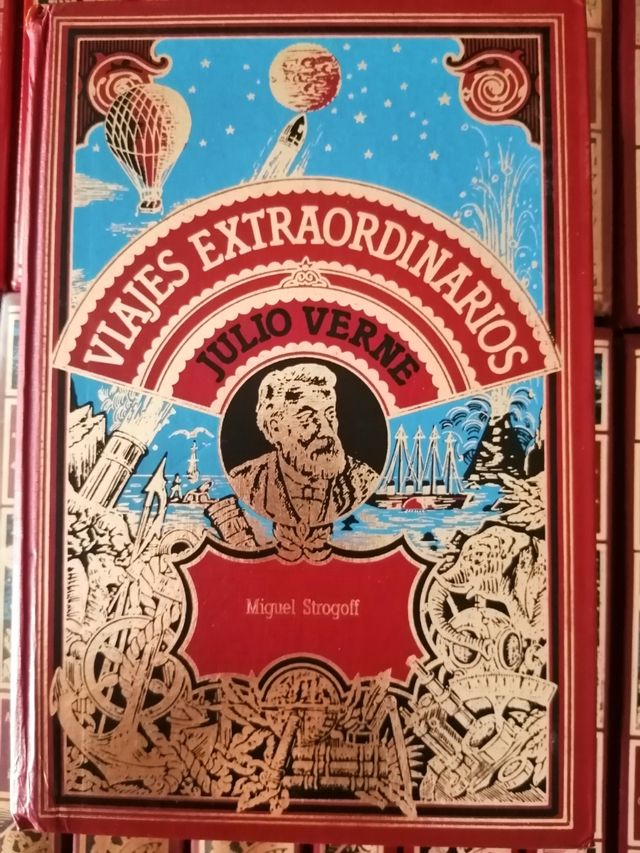 VIAJES EXTRAORDINARIOS
JULIO VERNE
Miguel Strogoff